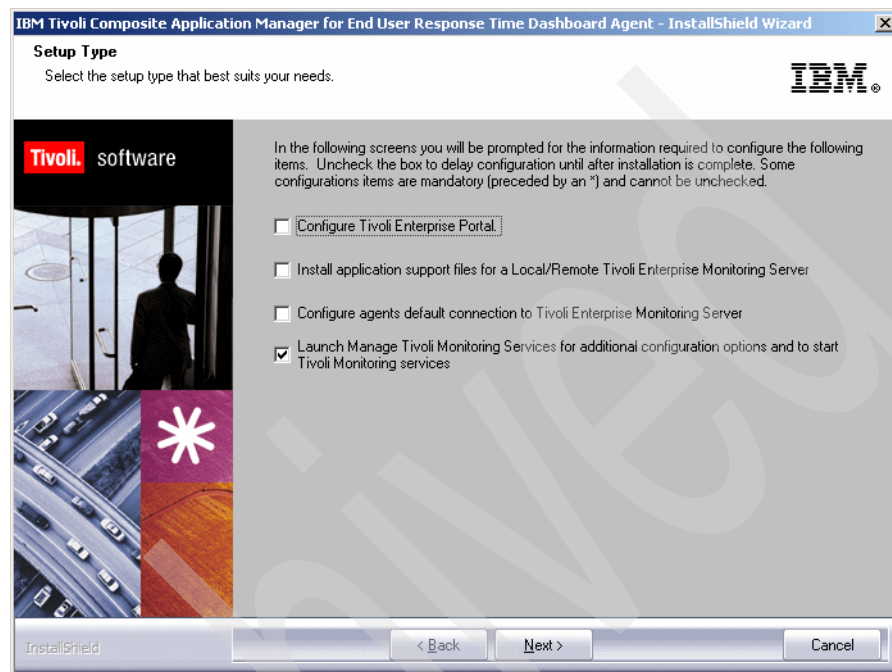 IBM Tivoli Composite Application Manager for End User Response Time Dashboard Agent - InstallShield Wizard
Setup Type
Select the setup type that best suits your needs.
IBM®
Tivoli. software
In the following screens you will be prompted for the information required to configure the following
items. Uncheck the box to delay configuration until after installation is complete. Some
configurations items are mandatory (preceded by an *) and cannot be unchecked.
Configure Tivoli Enterprise Portal.
Install application support files for a Local/Remote Tivoli Enterprise Monitoring Server
Configure agents default connection to Tivoli Enterprise Monitoring Server
Launch Manage Tivoli Monitoring Services for additional configuration options and to start
Tivoli Monitoring services
InstallShield
< Back
Next >
Cancel